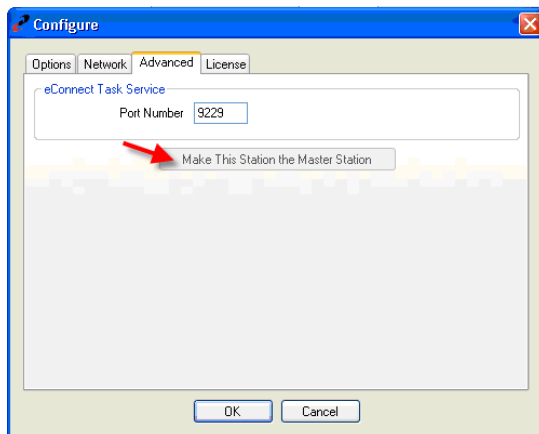 Configure
Options Network Advanced License
eConnect Task Service
Port Number 9229
Make This Station the Master Station
OK Cancel